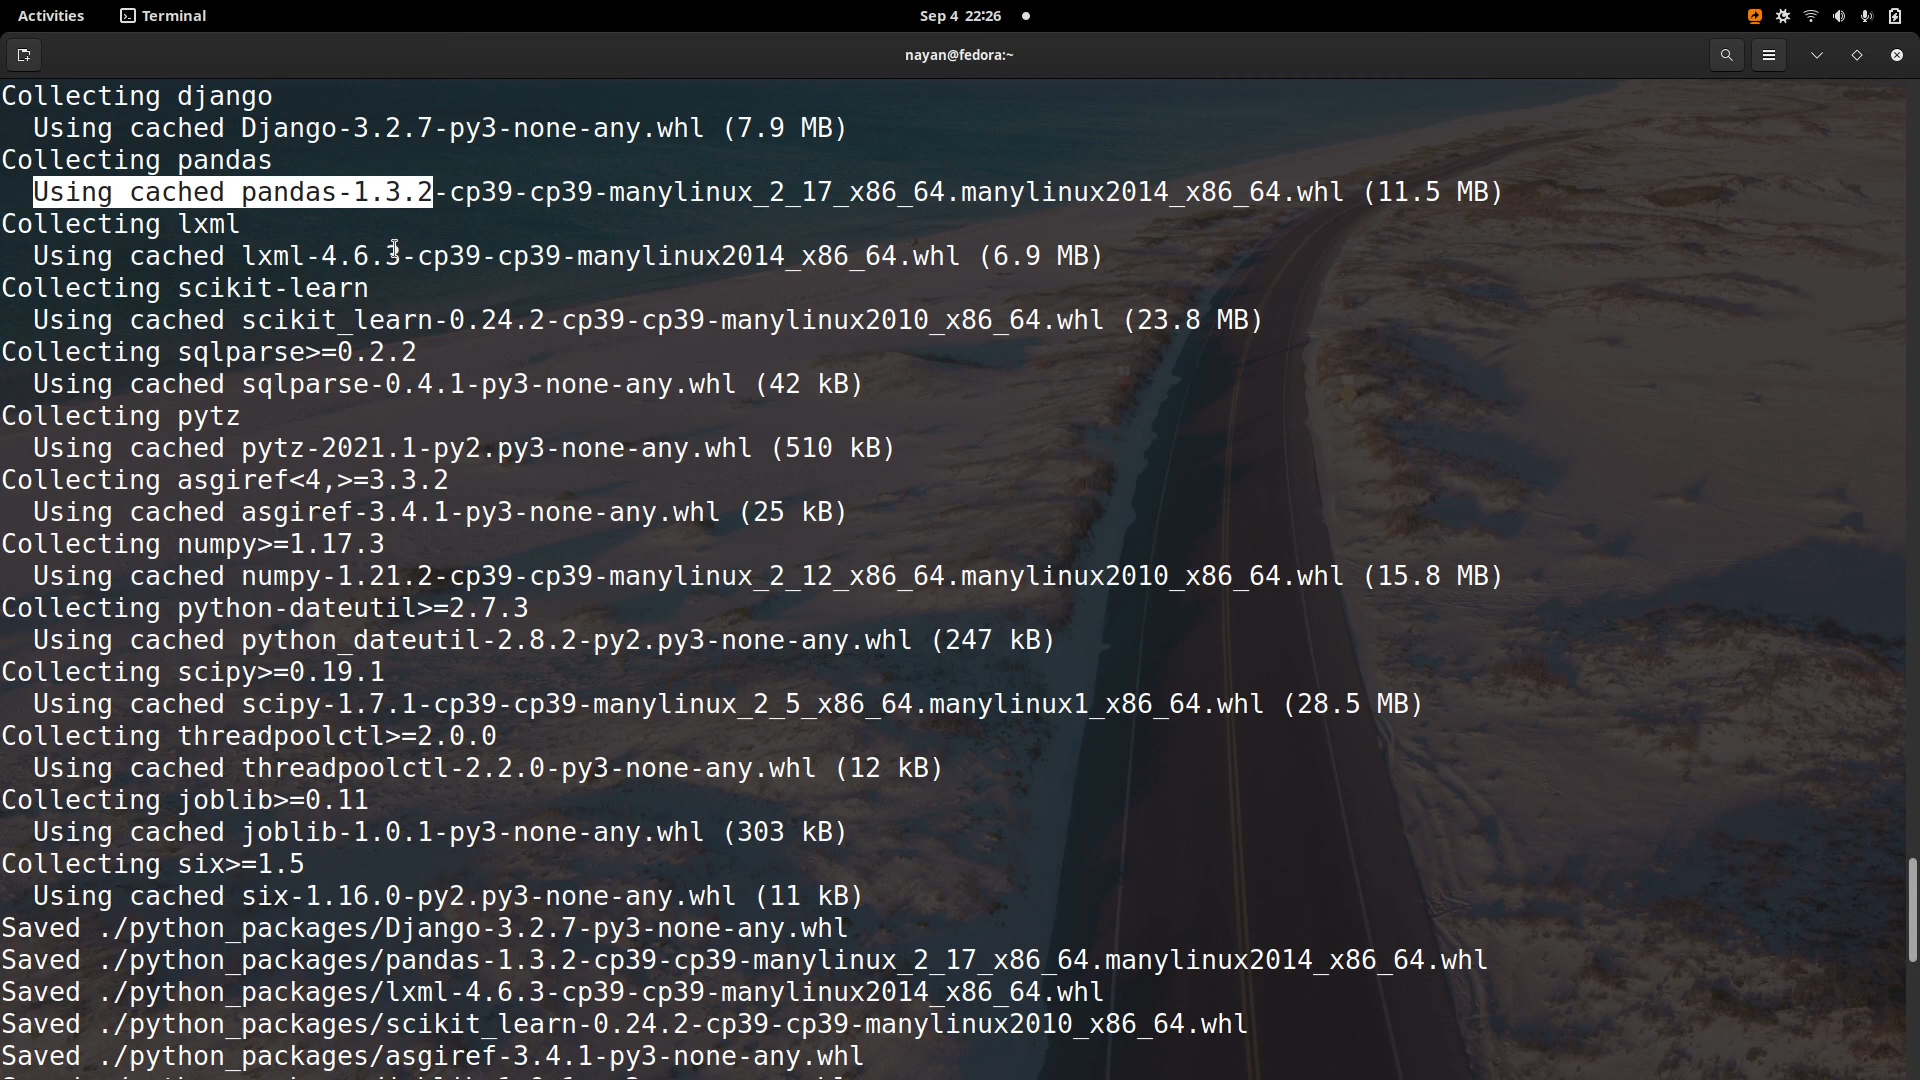 Activities Terminal Sep 4 22:26
nayan@fedora:~
Collecting django
Using cached Django-3.2.7-py3-none-any.whl (7.9 MB)
Collecting pandas
Using cached pandas-1.3.2-cp39-cp39-manylinux_2_17_x86_64.manylinux2014_x86_64.whl (11.5 MB)
Collecting lxml
Using cached lxml-4.6.3-cp39-cp39-manylinux2014_x86_64.whl (6.9 MB)
Collecting scikit-learn
Using cached scikit_learn-0.24.2-cp39-cp39-manylinux2010_x86_64.whl (23.8 MB)
Collecting sqlparse>=0.2.2
Using cached sqlparse-0.4.1-py3-none-any.whl (42 kB)
Collecting pytz
Using cached pytz-2021.1-py2.py3-none-any.whl (510 kB)
Collecting asgiref<4,>=3.3.2
Using cached asgiref-3.4.1-py3-none-any.whl (25 kB)
Collecting numpy>=1.17.3
Using cached numpy-1.21.2-cp39-cp39-manylinux_2_12_x86_64.manylinux2010_x86_64.whl (15.8 MB)
Collecting python-dateutil>=2.7.3
Using cached python_dateutil-2.8.2-py2.py3-none-any.whl (247 kB)
Collecting scipy>=0.19.1
Using cached scipy-1.7.1-cp39-cp39-manylinux_2_5_x86_64.manylinux1_x86_64.whl (28.5 MB)
Collecting threadpoolctl>=2.0.0
Using cached threadpoolctl-2.2.0-py3-none-any.whl (12 kB)
Collecting joblib>=0.11
Using cached joblib-1.0.1-py3-none-any.whl (303 kB)
Collecting six>=1.5
Using cached six-1.16.0-py2.py3-none-any.whl (11 kB)
Saved ./python_packages/Django-3.2.7-py3-none-any.whl
Saved ./python_packages/pandas-1.3.2-cp39-cp39-manylinux_2_17_x86_64.manylinux2014_x86_64.whl
Saved ./python_packages/lxml-4.6.3-cp39-cp39-manylinux2014_x86_64.whl
Saved ./python_packages/scikit_learn-0.24.2-cp39-cp39-manylinux2010_x86_64.whl
Saved ./python_packages/asgiref-3.4.1-py3-none-any.whl